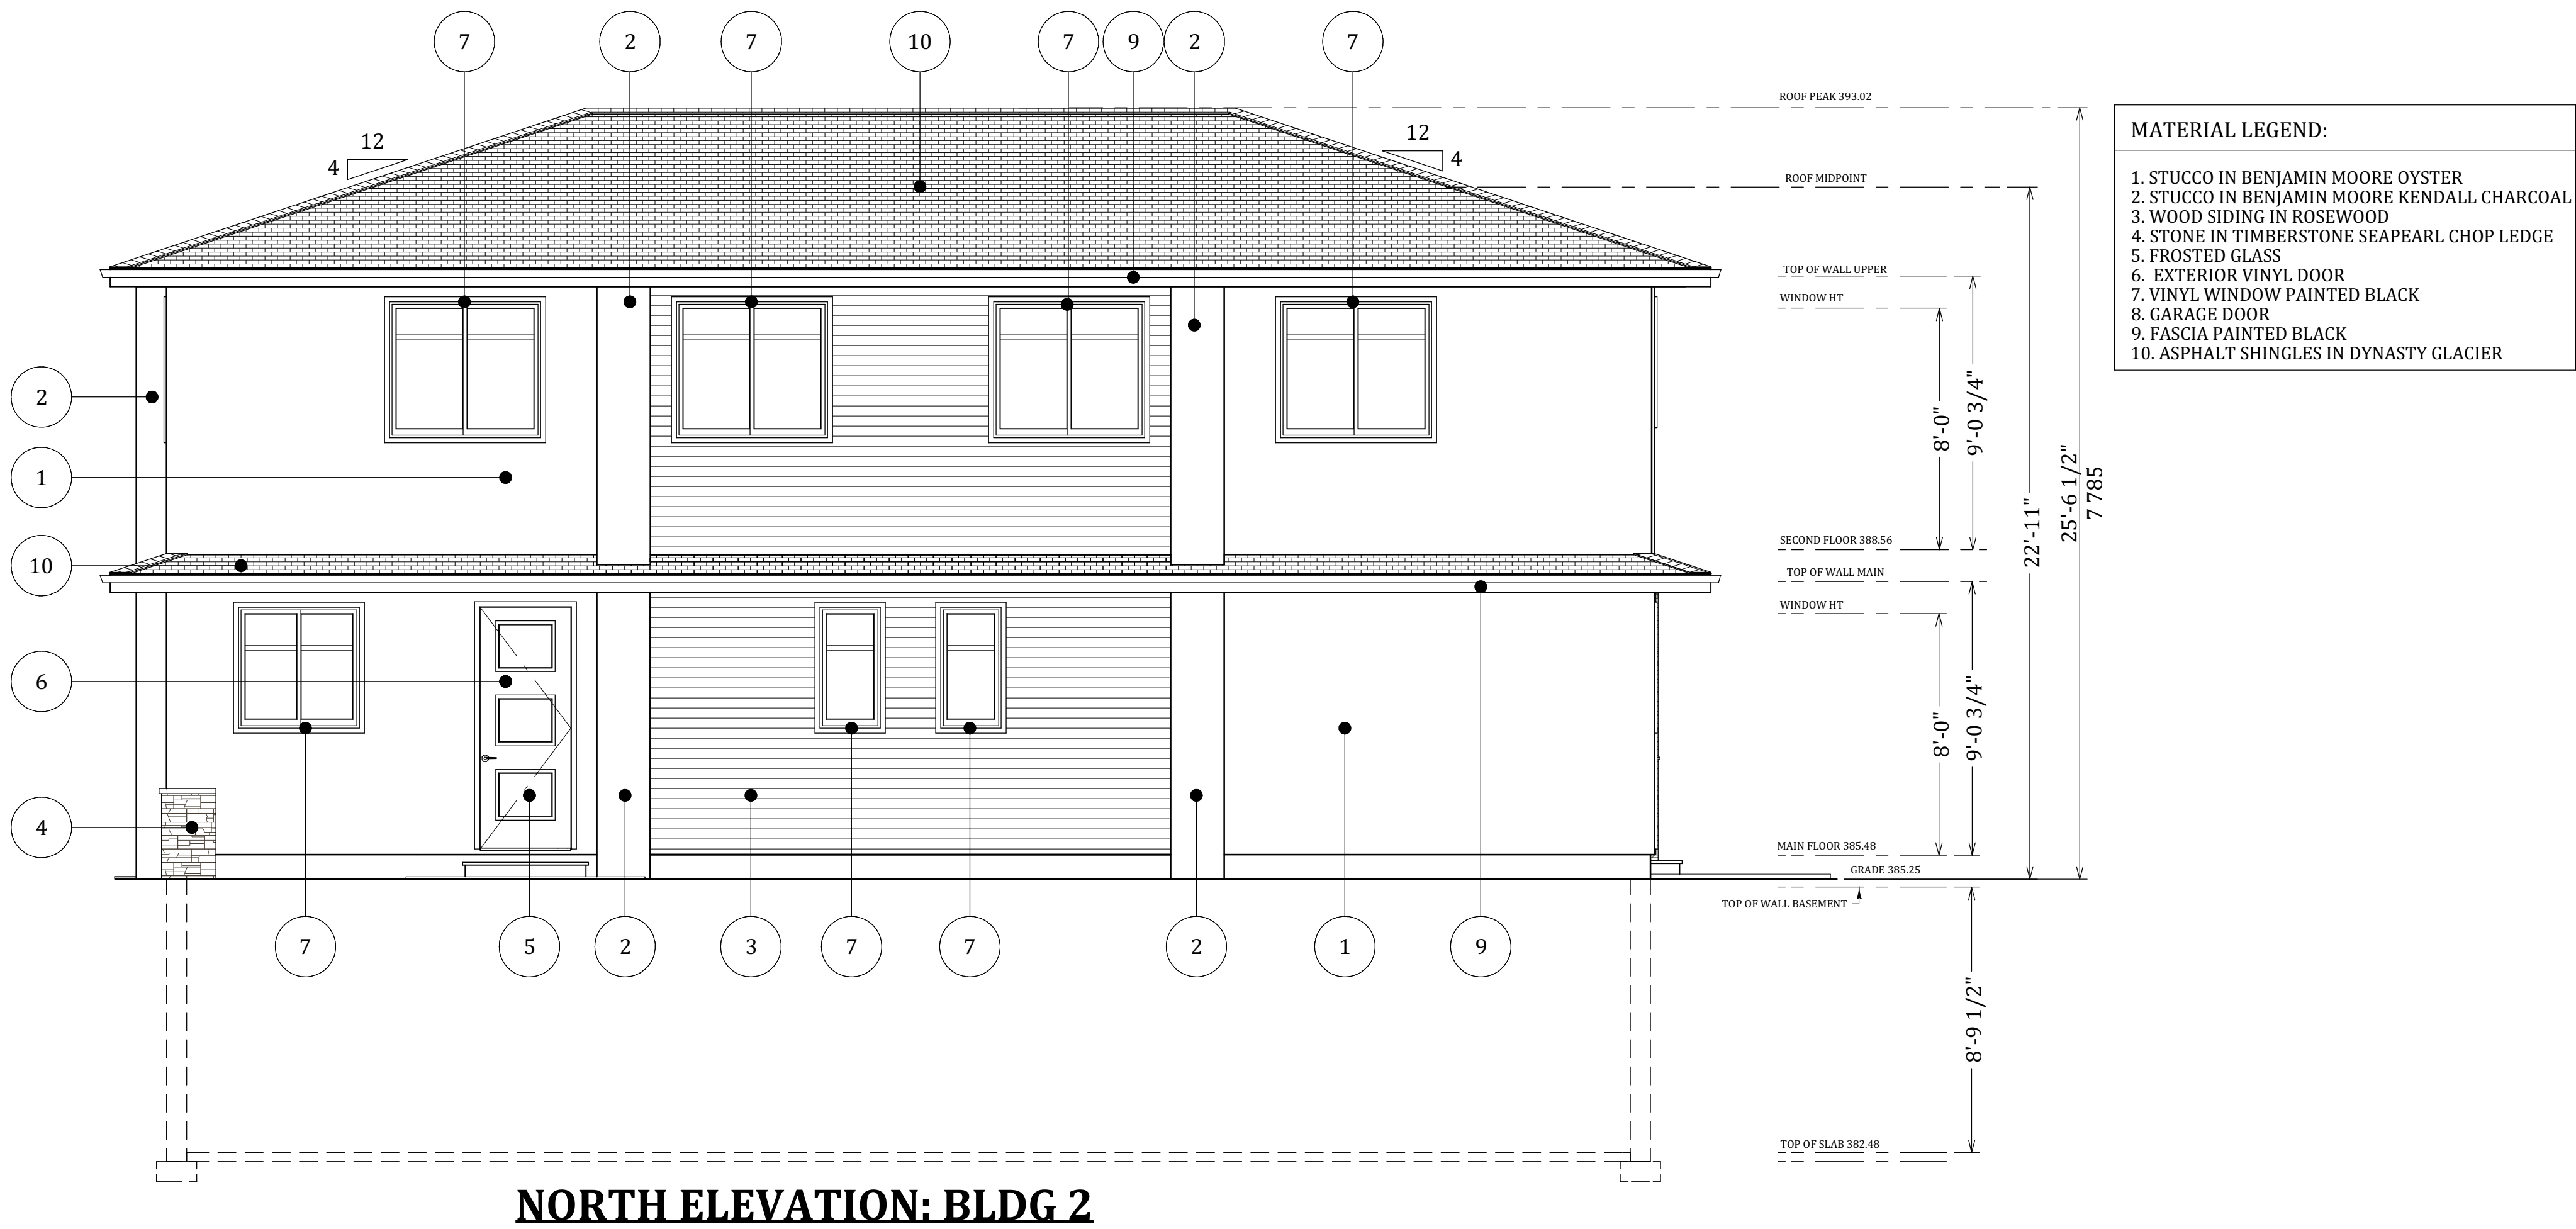 7
2
7
10
7
9
2
7
ROOF PEAK 393.02
12
4
12
4
ROOF MIDPOINT
TOP OF WALL UPPER
WINDOW HT
2
1
10
8'-0"
9'-0 3/4"
22'-11"
25'-6 1/2"
7 785
SECOND FLOOR 388.56
TOP OF WALL MAIN
WINDOW HT
6
4
8'-0"
9'-0 3/4"
MAIN FLOOR 385.48
GRADE 385.25
TOP OF WALL BASEMENT
7
5
2
3
7
7
2
1
9
8'-9 1/2"
TOP OF SLAB 382.48
NORTH ELEVATION: BLDG 2
MATERIAL LEGEND:
1. STUCCO IN BENJAMIN MOORE OYSTER
2. STUCCO IN BENJAMIN MOORE KENDALL CHARCOAL
3. WOOD SIDING IN ROSEWOOD
4. STONE IN TIMBERSTONE SEAPEARL CHOP LEDGE
5. FROSTED GLASS
6. EXTERIOR VINYL DOOR
7. VINYL WINDOW PAINTED BLACK
8. GARAGE DOOR
9. FASCIA PAINTED BLACK
10. ASPHALT SHINGLES IN DYNASTY GLACIER